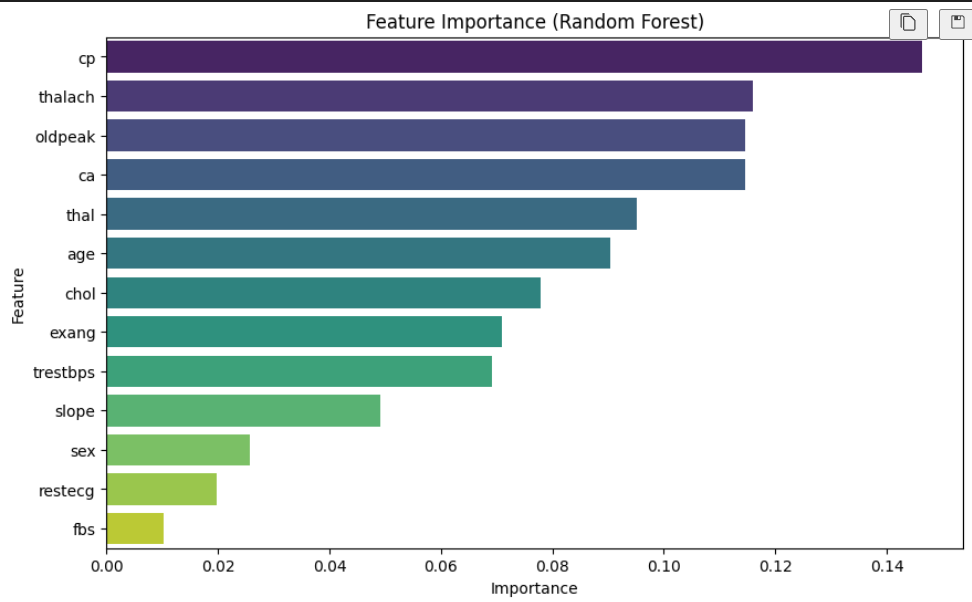 Feature Importance (Random Forest)
cp
thalach
oldpeak
ca
thal
age
chol
exang
trestbps
slope
sex
restecg
fbs
Feature
0.00 0.02 0.04 0.06 0.08 0.10 0.12 0.14
Importance